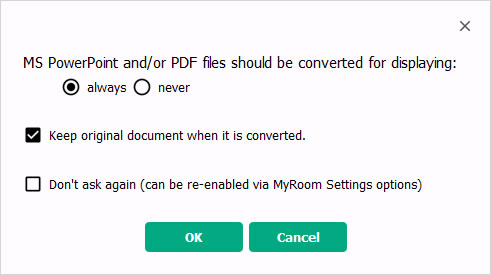 MS PowerPoint and/or PDF files should be converted for displaying:
always never
Keep original document when it is converted.
Don't ask again (can be re-enabled via MyRoom Settings options)
OK Cancel